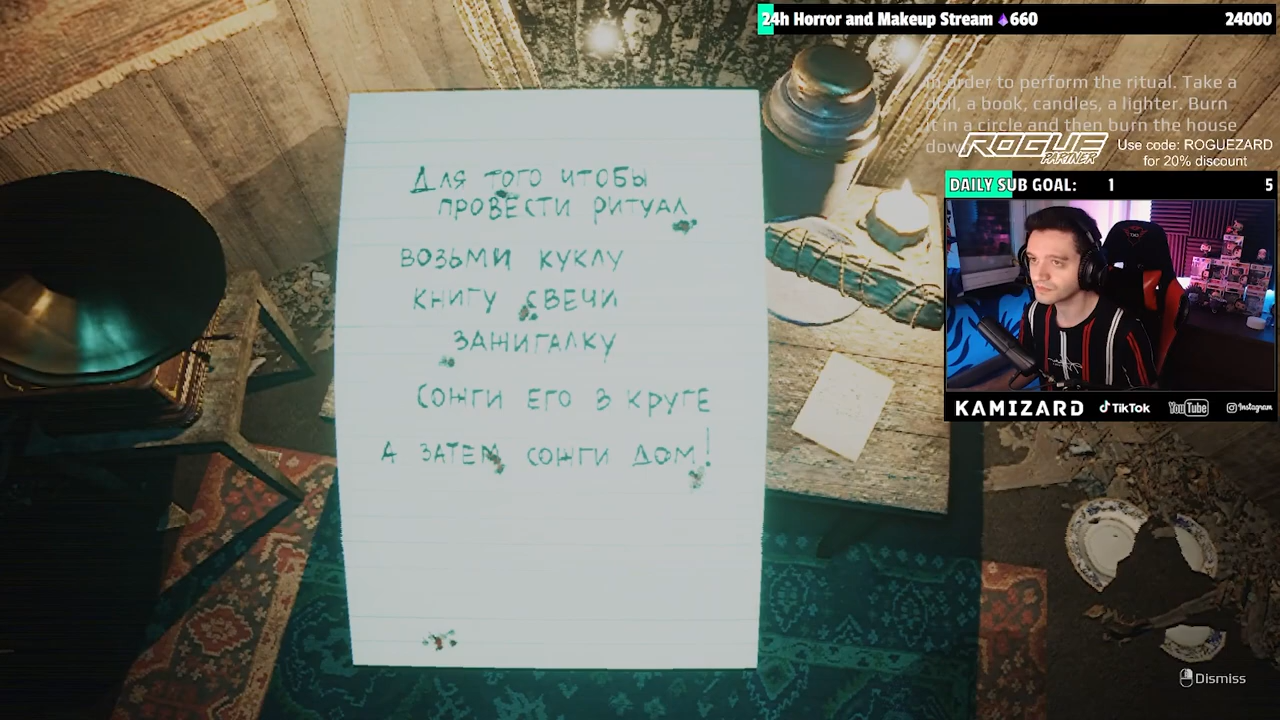 24h Horror and Makeup Stream 660 24000
in order to perform the ritual. Take a
doll, a book, candles, a lighter. Burn
it in a circle and then burn the house
down
ROGUE
PARTNER
Use code: ROGUEZARD
for 20% discount
DAILY SUB GOAL: 1 5
Для того чтобы
провести ритуал
возьми куклу
книгу свечи
зажигалку
сожги его в круге
а затем сожги дом!
KAMIZARD TikTok YouTube Instagram
Dismiss